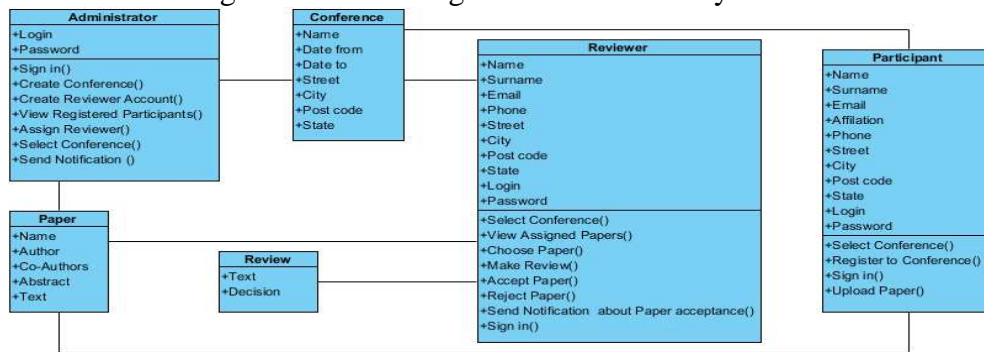 Administrator
+Login
+Password
+Sign in()
+Create Conference()
+Create Reviewer Account()
+View Registered Participants()
+Assign Reviewer()
+Select Conference()
+Send Notification ()
Conference
+Name
+Date from
+Date to
+Street
+City
+Post code
+State
Reviewer
+Name
+Surname
+Email
+Phone
+Street
+City
+Post code
+State
+Login
+Password
+Select Conference()
+View Assigned Papers()
+Choose Paper()
+Make Review()
+Accept Paper()
+Reject Paper()
+Send Notification about Paper acceptance()
+Sign in()
Participant
+Name
+Surname
+Email
+Affilation
+Phone
+Street
+City
+Post code
+State
+Login
+Password
+Select Conference()
+Register to Conference()
+Sign in()
+Upload Paper()
Paper
+Name
+Author
+Co-Authors
+Abstract
+Text
Review
+Text
+Decision